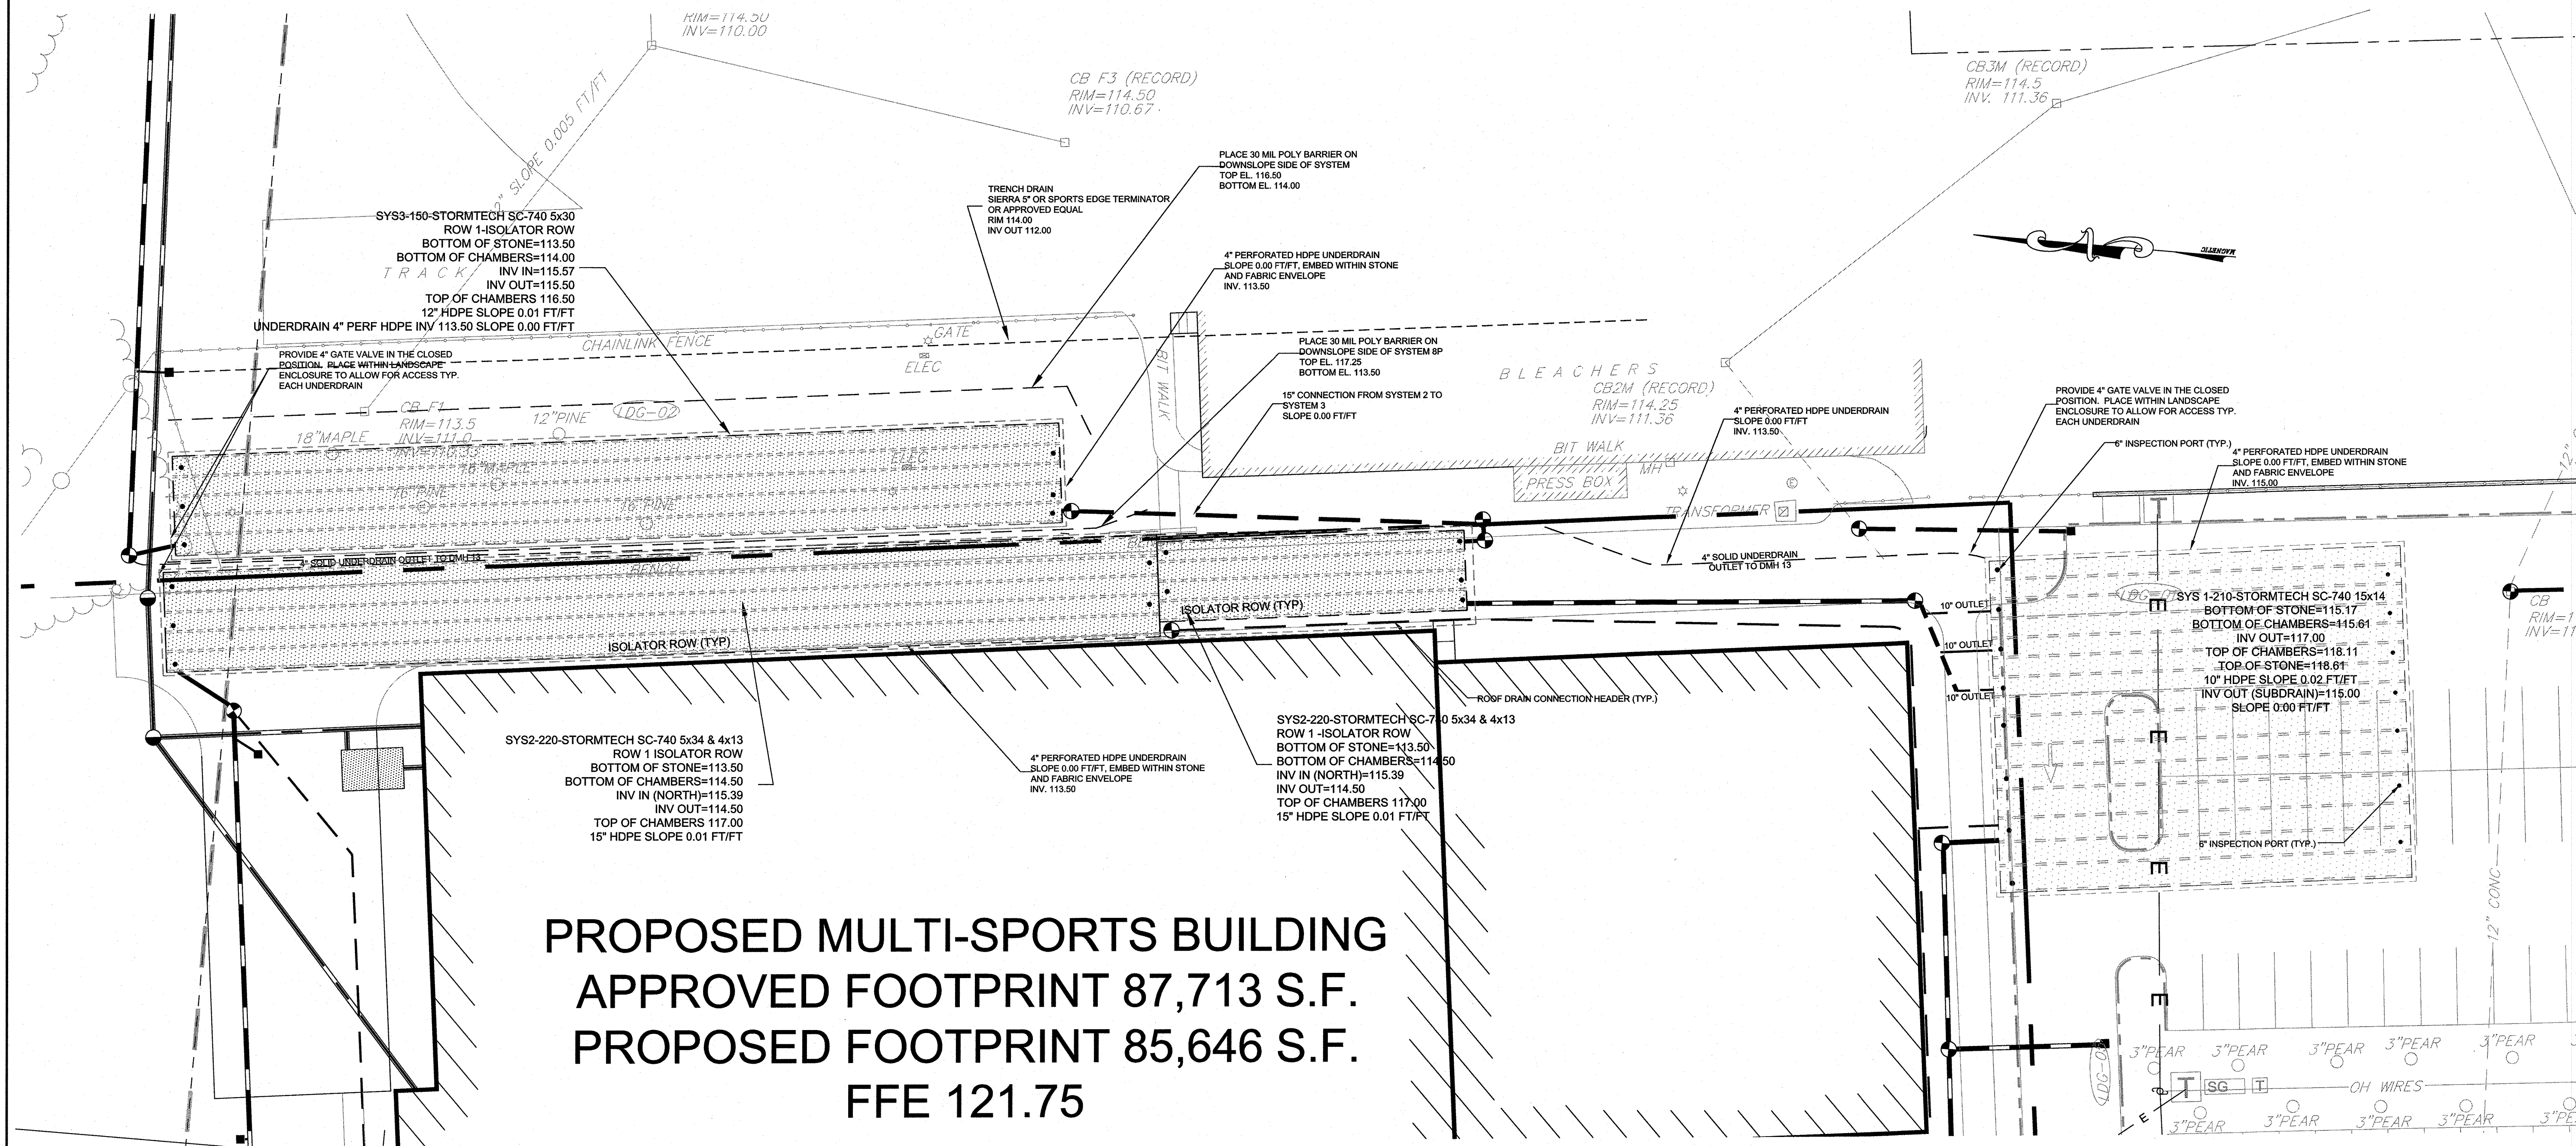 RIM=114.50
INV=110.00
CB F3 (RECORD)
RIM=114.50
INV=110.67
CB3M (RECORD)
RIM=114.5
INV. 111.36
2" SLOPE 0.005 FT/FT
PLACE 30 MIL POLY BARRIER ON
DOWNSLOPE SIDE OF SYSTEM
TOP EL. 116.50
BOTTOM EL. 114.00
TRENCH DRAIN
SIERRA 5" OR SPORTS EDGE TERMINATOR
OR APPROVED EQUAL
RIM 114.00
INV OUT 112.00
SYS3-150-STORMTECH SC-740 5x30
ROW 1-ISOLATOR ROW
BOTTOM OF STONE=113.50
BOTTOM OF CHAMBERS=114.00
INV IN=115.57
INV OUT=115.50
TOP OF CHAMBERS 116.50
12" HDPE SLOPE 0.01 FT/FT
UNDERDRAIN 4" PERF HDPE INV 113.50 SLOPE 0.00 FT/FT
TRACK
4" PERFORATED HDPE UNDERDRAIN
SLOPE 0.00 FT/FT, EMBED WITHIN STONE
AND FABRIC ENVELOPE
INV. 113.50
MAGNETIC
CHAINLINK FENCE
GATE
ELEC
BIT WALK
PROVIDE 4" GATE VALVE IN THE CLOSED
POSITION. PLACE WITHIN LANDSCAPE
ENCLOSURE TO ALLOW FOR ACCESS TYP.
EACH UNDERDRAIN
PLACE 30 MIL POLY BARRIER ON
DOWNSLOPE SIDE OF SYSTEM 8P
TOP EL. 117.25
BOTTOM EL. 113.50
15" CONNECTION FROM SYSTEM 2 TO
SYSTEM 3
SLOPE 0.00 FT/FT
BLEACHERS
CB2M (RECORD)
RIM=114.25
INV=111.36
4" PERFORATED HDPE UNDERDRAIN
SLOPE 0.00 FT/FT
INV. 113.50
PROVIDE 4" GATE VALVE IN THE CLOSED
POSITION. PLACE WITHIN LANDSCAPE
ENCLOSURE TO ALLOW FOR ACCESS TYP.
EACH UNDERDRAIN
6" INSPECTION PORT (TYP.)
4" PERFORATED HDPE UNDERDRAIN
SLOPE 0.00 FT/FT, EMBED WITHIN STONE
AND FABRIC ENVELOPE
INV. 115.00
CB F1
RIM=113.5
INV=111.0
INV=110.33
12"PINE
LDG-02
18"MAPLE
16"MAPLE
16"PINE
16"PINE
ELEC
BIT WALK
MH
PRESS BOX
TRANSFORMER
E
T
4" SOLID UNDERDRAIN OUTLET TO DMH 13
4" SOLID UNDERDRAIN
OUTLET TO DMH 13
ISOLATOR ROW (TYP)
ISOLATOR ROW (TYP)
10" OUTLET
10" OUTLET
10" OUTLET
SYS 1-210-STORMTECH SC-740 15x14
BOTTOM OF STONE=115.17
BOTTOM OF CHAMBERS=115.61
INV OUT=117.00
TOP OF CHAMBERS=118.11
TOP OF STONE=118.61
10" HDPE SLOPE 0.02 FT/FT
INV OUT (SUBDRAIN)=115.00
SLOPE 0.00 FT/FT
E
E
E
E
CB
RIM=1
INV=11
ROOF DRAIN CONNECTION HEADER (TYP.)
SYS2-220-STORMTECH SC-740 5x34 & 4x13
ROW 1 ISOLATOR ROW
BOTTOM OF STONE=113.50
BOTTOM OF CHAMBERS=114.50
INV IN (NORTH)=115.39
INV OUT=114.50
TOP OF CHAMBERS 117.00
15" HDPE SLOPE 0.01 FT/FT
4" PERFORATED HDPE UNDERDRAIN
SLOPE 0.00 FT/FT, EMBED WITHIN STONE
AND FABRIC ENVELOPE
INV. 113.50
SYS2-220-STORMTECH SC-740 5x34 & 4x13
ROW 1 -ISOLATOR ROW
BOTTOM OF STONE=113.50
BOTTOM OF CHAMBERS=114.50
INV IN (NORTH)=115.39
INV OUT=114.50
TOP OF CHAMBERS 117.00
15" HDPE SLOPE 0.01 FT/FT
6" INSPECTION PORT (TYP.)
12" CONC
PROPOSED MULTI-SPORTS BUILDING
APPROVED FOOTPRINT 87,713 S.F.
PROPOSED FOOTPRINT 85,646 S.F.
FFE 121.75
3"PEAR
3"PEAR
3"PEAR
3"PEAR
3"PEAR
T
SG
T
OH WIRES
E
3"PEAR
3"PEAR
3"PEAR
3"PEAR